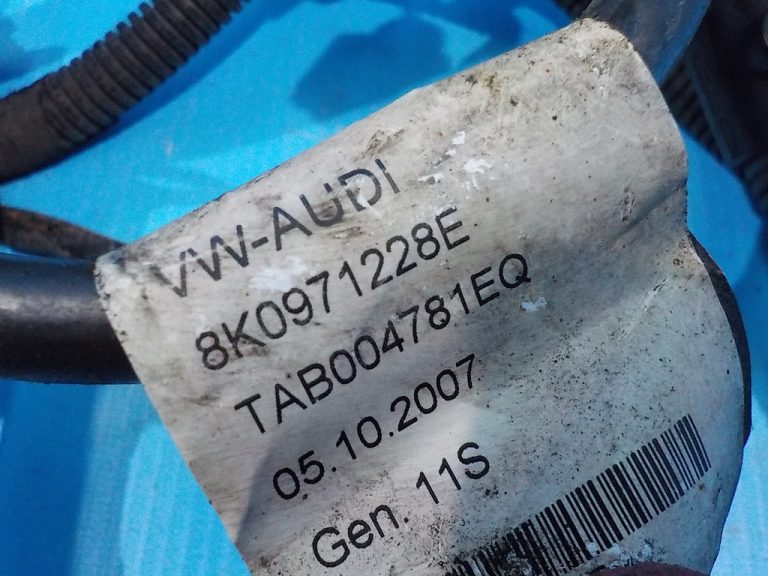 VW-AUDI
8K0971228E
TAB004781EQ
05.10.2007
Gen. 11S